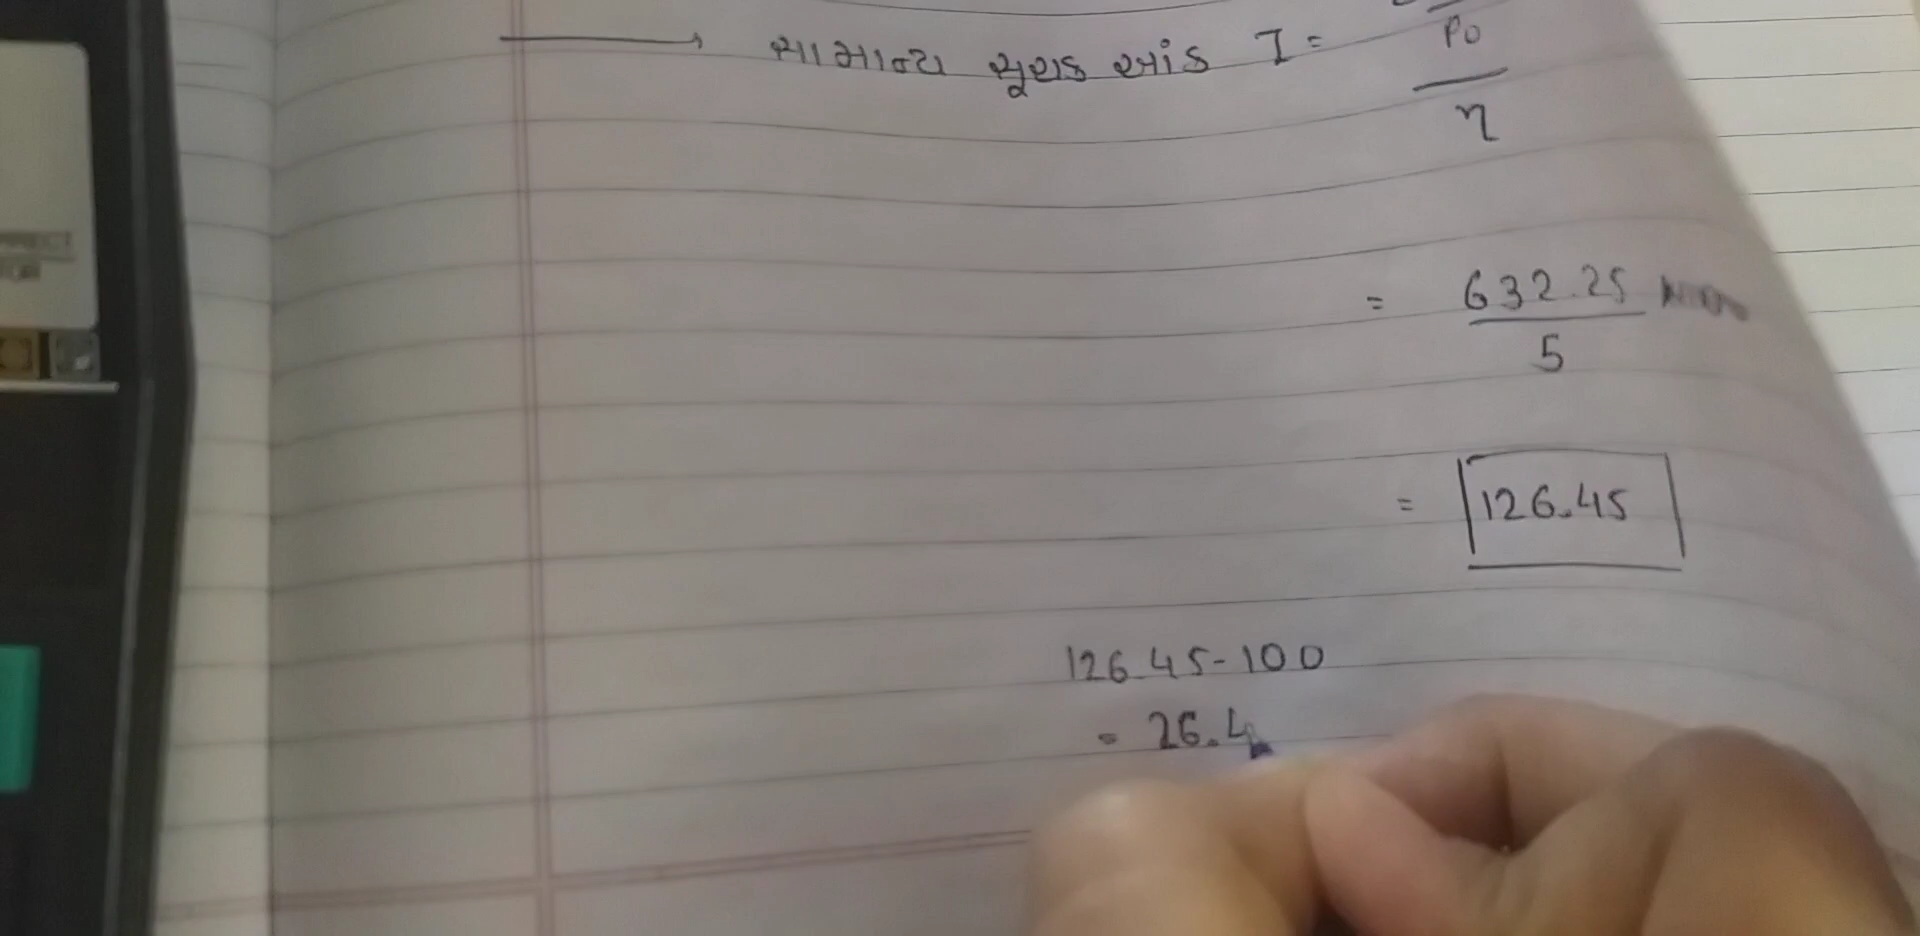 → સામાન્ય સૂચક આંક I =
P0
η
= 632.25
5
= 126.45
126.45-100
= 26.4